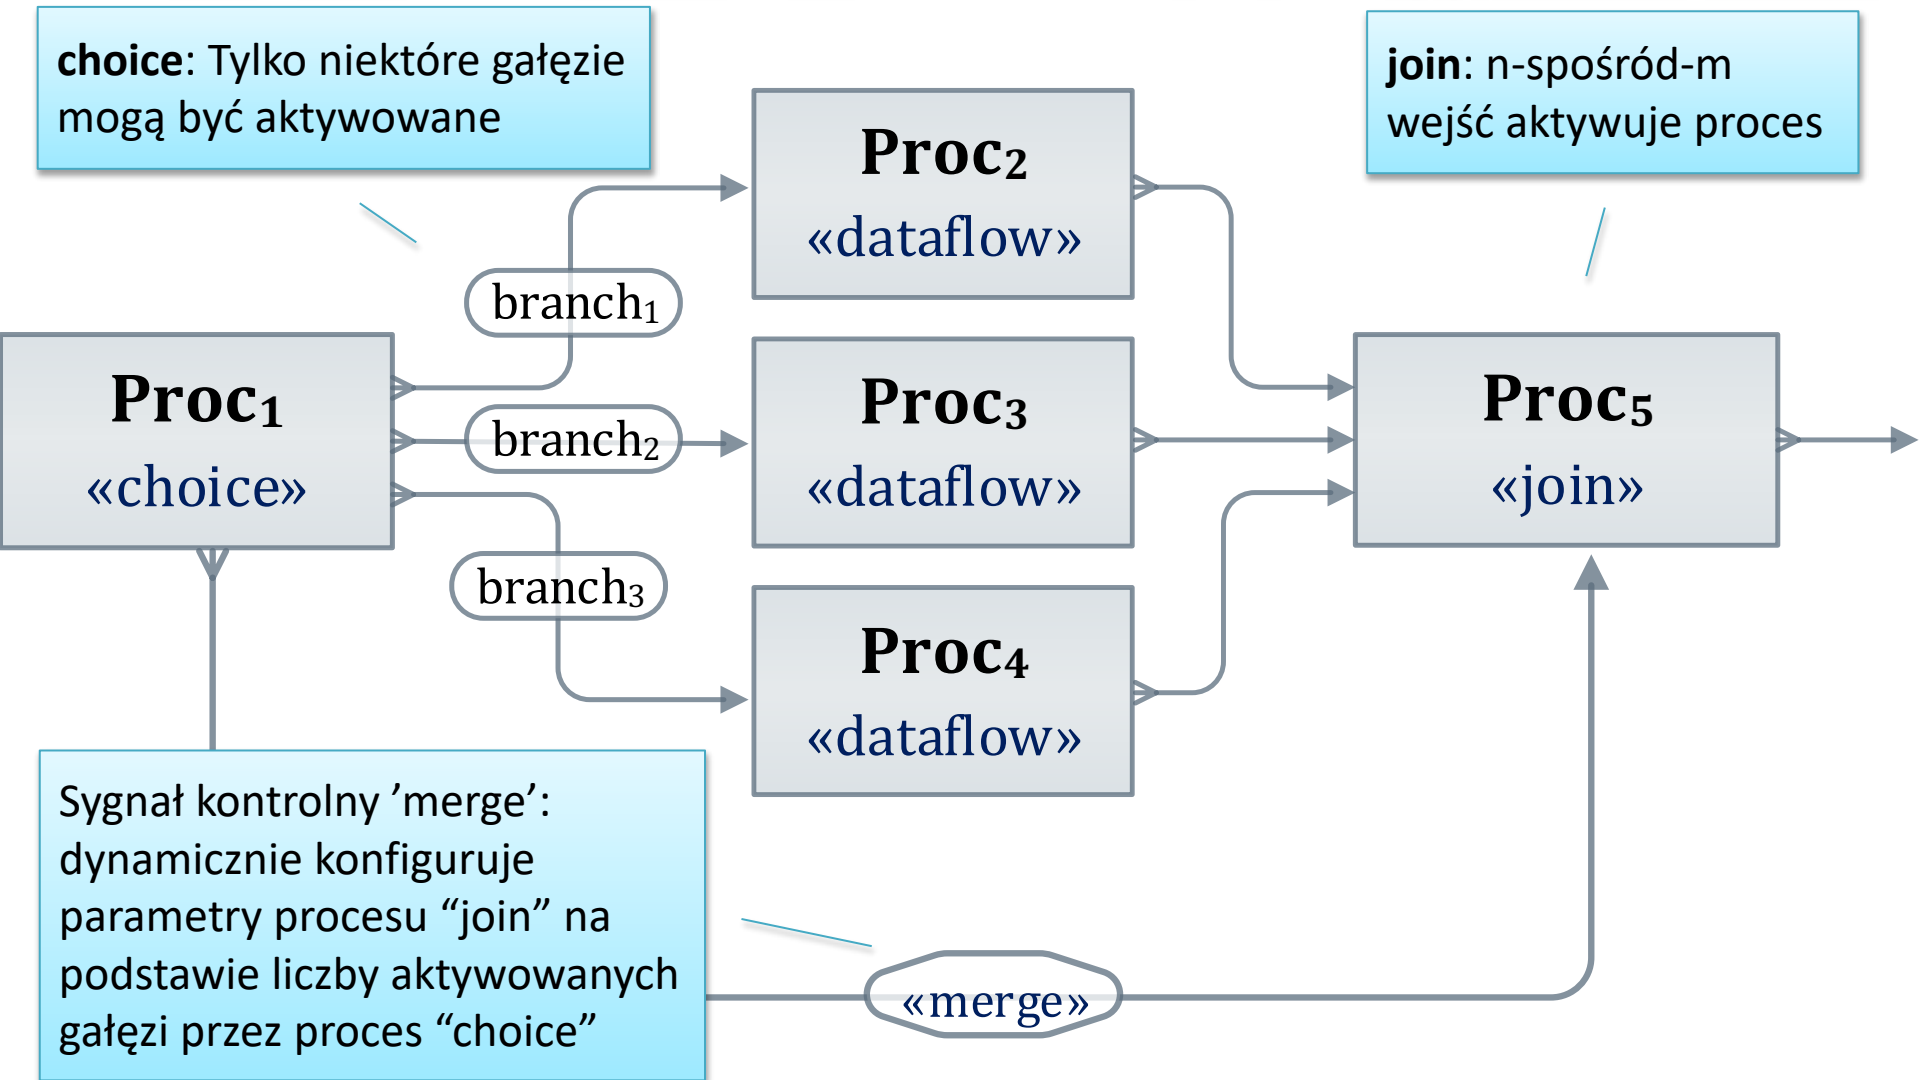 choice: Tylko niektóre gałęzie
mogą być aktywowane
join: n-spośród-m
wejść aktywuje proces
Proc₂
«dataflow»
branch₁
Proc₁
«choice»
branch₂
Proc₃
«dataflow»
Proc₅
«join»
branch₃
Proc₄
«dataflow»
Sygnał kontrolny ’merge’:
dynamicznie konfiguruje
parametry procesu “join” na
podstawie liczby aktywowanych
gałęzi przez proces “choice”
«merge»